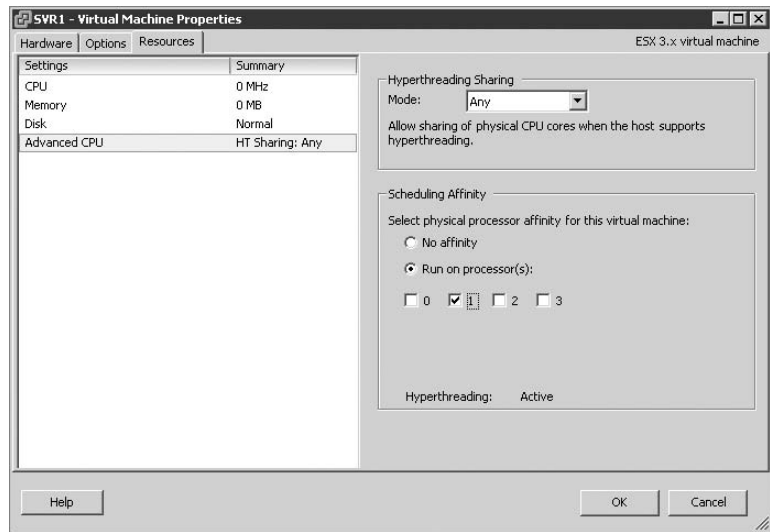 SVR1 - Virtual Machine Properties
Hardware Options Resources
ESX 3.x virtual machine
Settings Summary
CPU 0 MHz
Memory 0 MB
Disk Normal
Advanced CPU HT Sharing: Any
Hyperthreading Sharing
Mode: Any
Allow sharing of physical CPU cores when the host supports
hyperthreading.
Scheduling Affinity
Select physical processor affinity for this virtual machine:
No affinity
Run on processor(s):
0 1 2 3
Hyperthreading: Active
Help OK Cancel